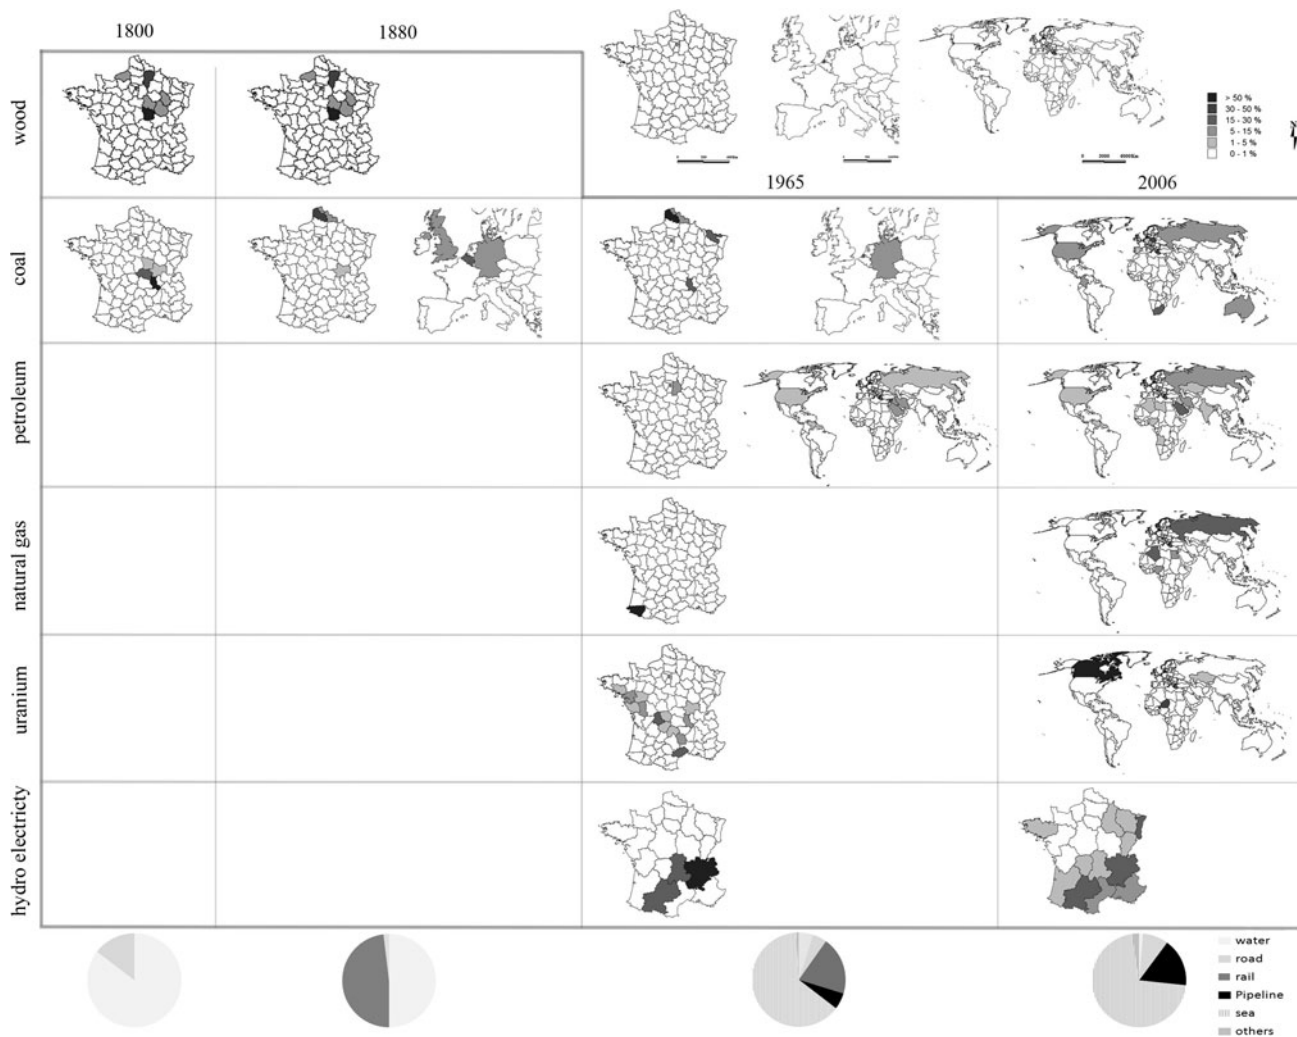 1800
1880
wood
> 50 %
30 - 50 %
15 - 30 %
5 - 15 %
1 - 5 %
0 - 1 %
1965
2006
coal
petroleum
natural gas
uranium
hydro electricty
water
road
rail
Pipeline
sea
others